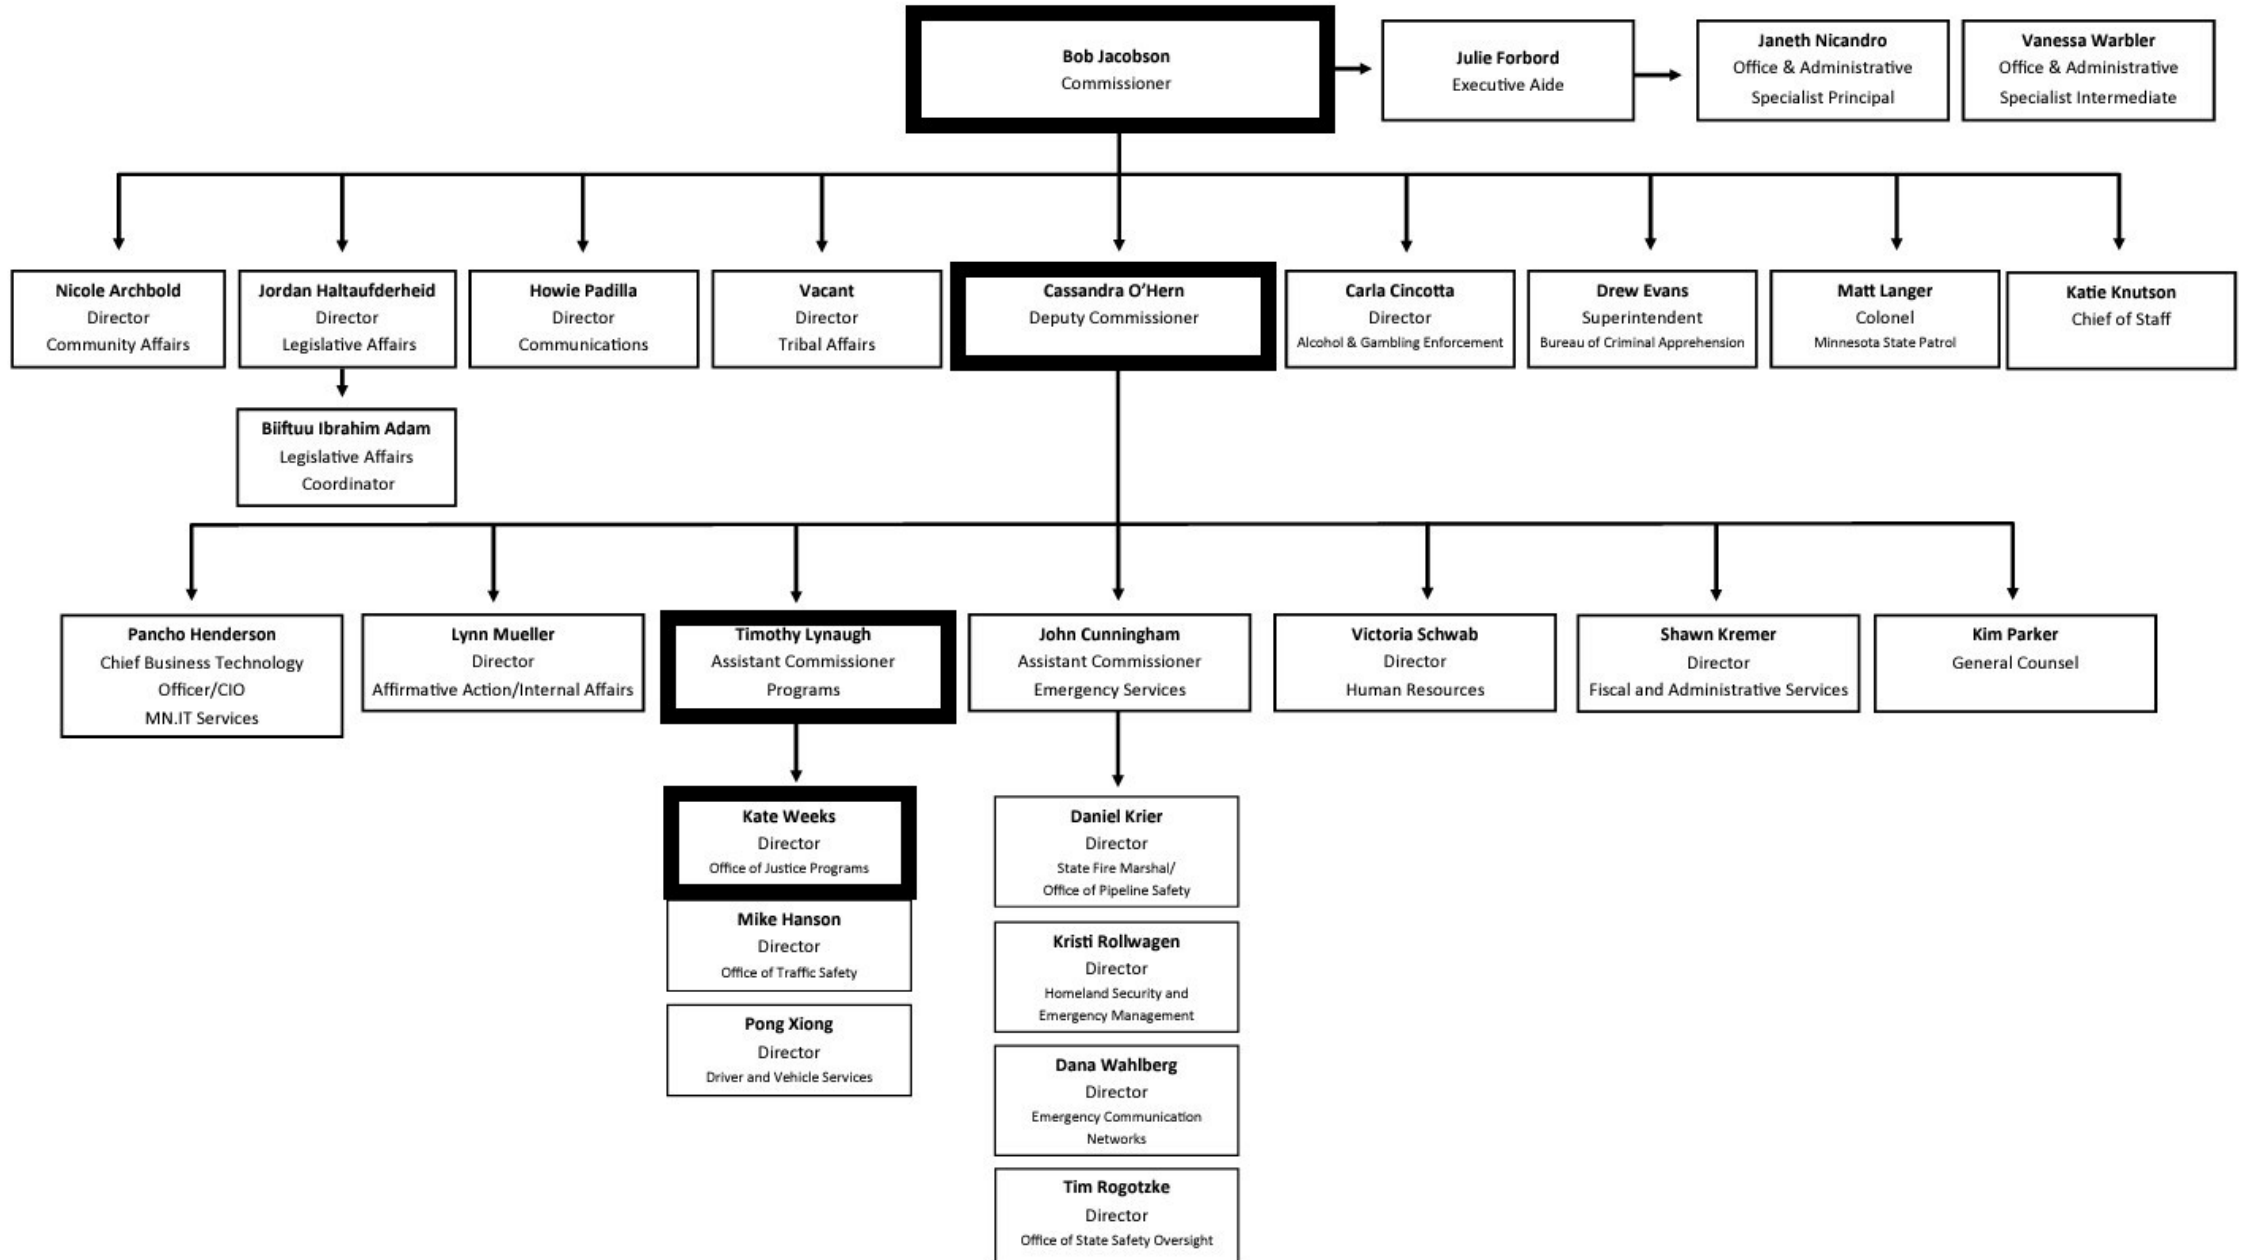 Bob Jacobson
Commissioner
Julie Forbord
Executive Aide
Janeth Nicandro
Office & Administrative
Specialist Principal
Vanessa Warbler
Office & Administrative
Specialist Intermediate
Nicole Archbold
Director
Community Affairs
Jordan Haltaufderheid
Director
Legislative Affairs
Howie Padilla
Director
Communications
Vacant
Director
Tribal Affairs
Cassandra O’Hern
Deputy Commissioner
Carla Cincotta
Director
Alcohol & Gambling Enforcement
Drew Evans
Superintendent
Bureau of Criminal Apprehension
Matt Langer
Colonel
Minnesota State Patrol
Katie Knutson
Chief of Staff
Biiftuu Ibrahim Adam
Legislative Affairs
Coordinator
Pancho Henderson
Chief Business Technology
Officer/CIO
MN.IT Services
Lynn Mueller
Director
Affirmative Action/Internal Affairs
Timothy Lynaugh
Assistant Commissioner
Programs
John Cunningham
Assistant Commissioner
Emergency Services
Victoria Schwab
Director
Human Resources
Shawn Kremer
Director
Fiscal and Administrative Services
Kim Parker
General Counsel
Kate Weeks
Director
Office of Justice Programs
Mike Hanson
Director
Office of Traffic Safety
Pong Xiong
Director
Driver and Vehicle Services
Daniel Krier
Director
State Fire Marshal/
Office of Pipeline Safety
Kristi Rollwagen
Director
Homeland Security and
Emergency Management
Dana Wahlberg
Director
Emergency Communication
Networks
Tim Rogotzke
Director
Office of State Safety Oversight